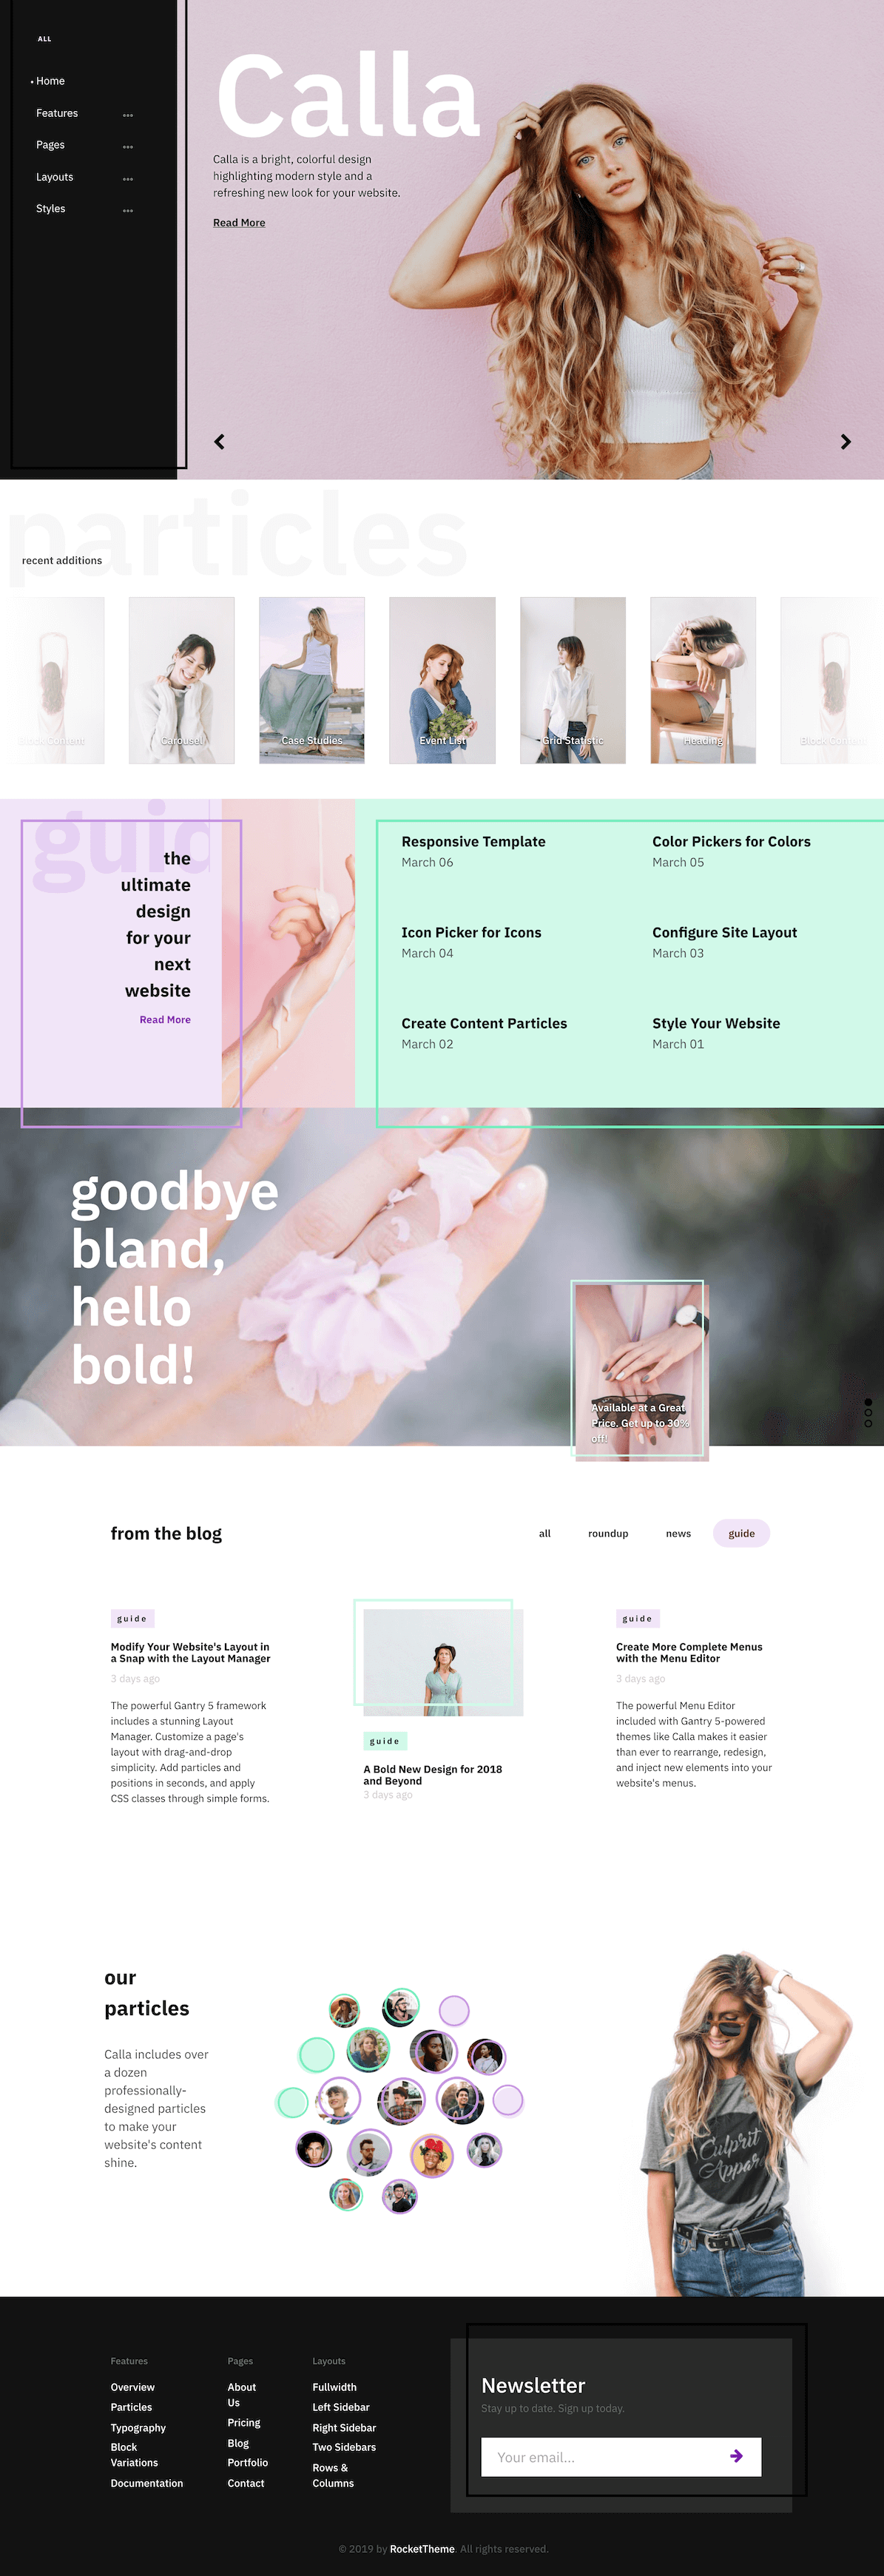 ALL
Home
Features
Pages
Layouts
Styles
Calla
Calla is a bright, colorful design
highlighting modern style and a
refreshing new look for your website.
Read More
particles
recent additions
Block Content
Carousel
Case Studies
Event List
Grid Statistic
Heading
Block Content
guid
the
ultimate
design
for your
next
website
Read More
Responsive Template
March 06
Color Pickers for Colors
March 05
Icon Picker for Icons
March 04
Configure Site Layout
March 03
Create Content Particles
March 02
Style Your Website
March 01
goodbye
bland,
hello
bold!
Available at a Great
Price. Get up to 30%
off!
from the blog
all
roundup
news
guide
guide
Modify Your Website's Layout in
a Snap with the Layout Manager
3 days ago
The powerful Gantry 5 framework
includes a stunning Layout
Manager. Customize a page's
layout with drag-and-drop
simplicity. Add particles and
positions in seconds, and apply
CSS classes through simple forms.
guide
A Bold New Design for 2018
and Beyond
3 days ago
guide
Create More Complete Menus
with the Menu Editor
3 days ago
The powerful Menu Editor
included with Gantry 5-powered
themes like Calla makes it easier
than ever to rearrange, redesign,
and inject new elements into your
website's menus.
our
particles
Calla includes over
a dozen
professionally-
designed particles
to make your
website's content
shine.
Culprit
Apparel
Features
Overview
Particles
Typography
Block
Variations
Documentation
Pages
About
Us
Pricing
Blog
Portfolio
Contact
Layouts
Fullwidth
Left Sidebar
Right Sidebar
Two Sidebars
Rows &
Columns
Newsletter
Stay up to date. Sign up today.
Your email...
© 2019 by RocketTheme. All rights reserved.